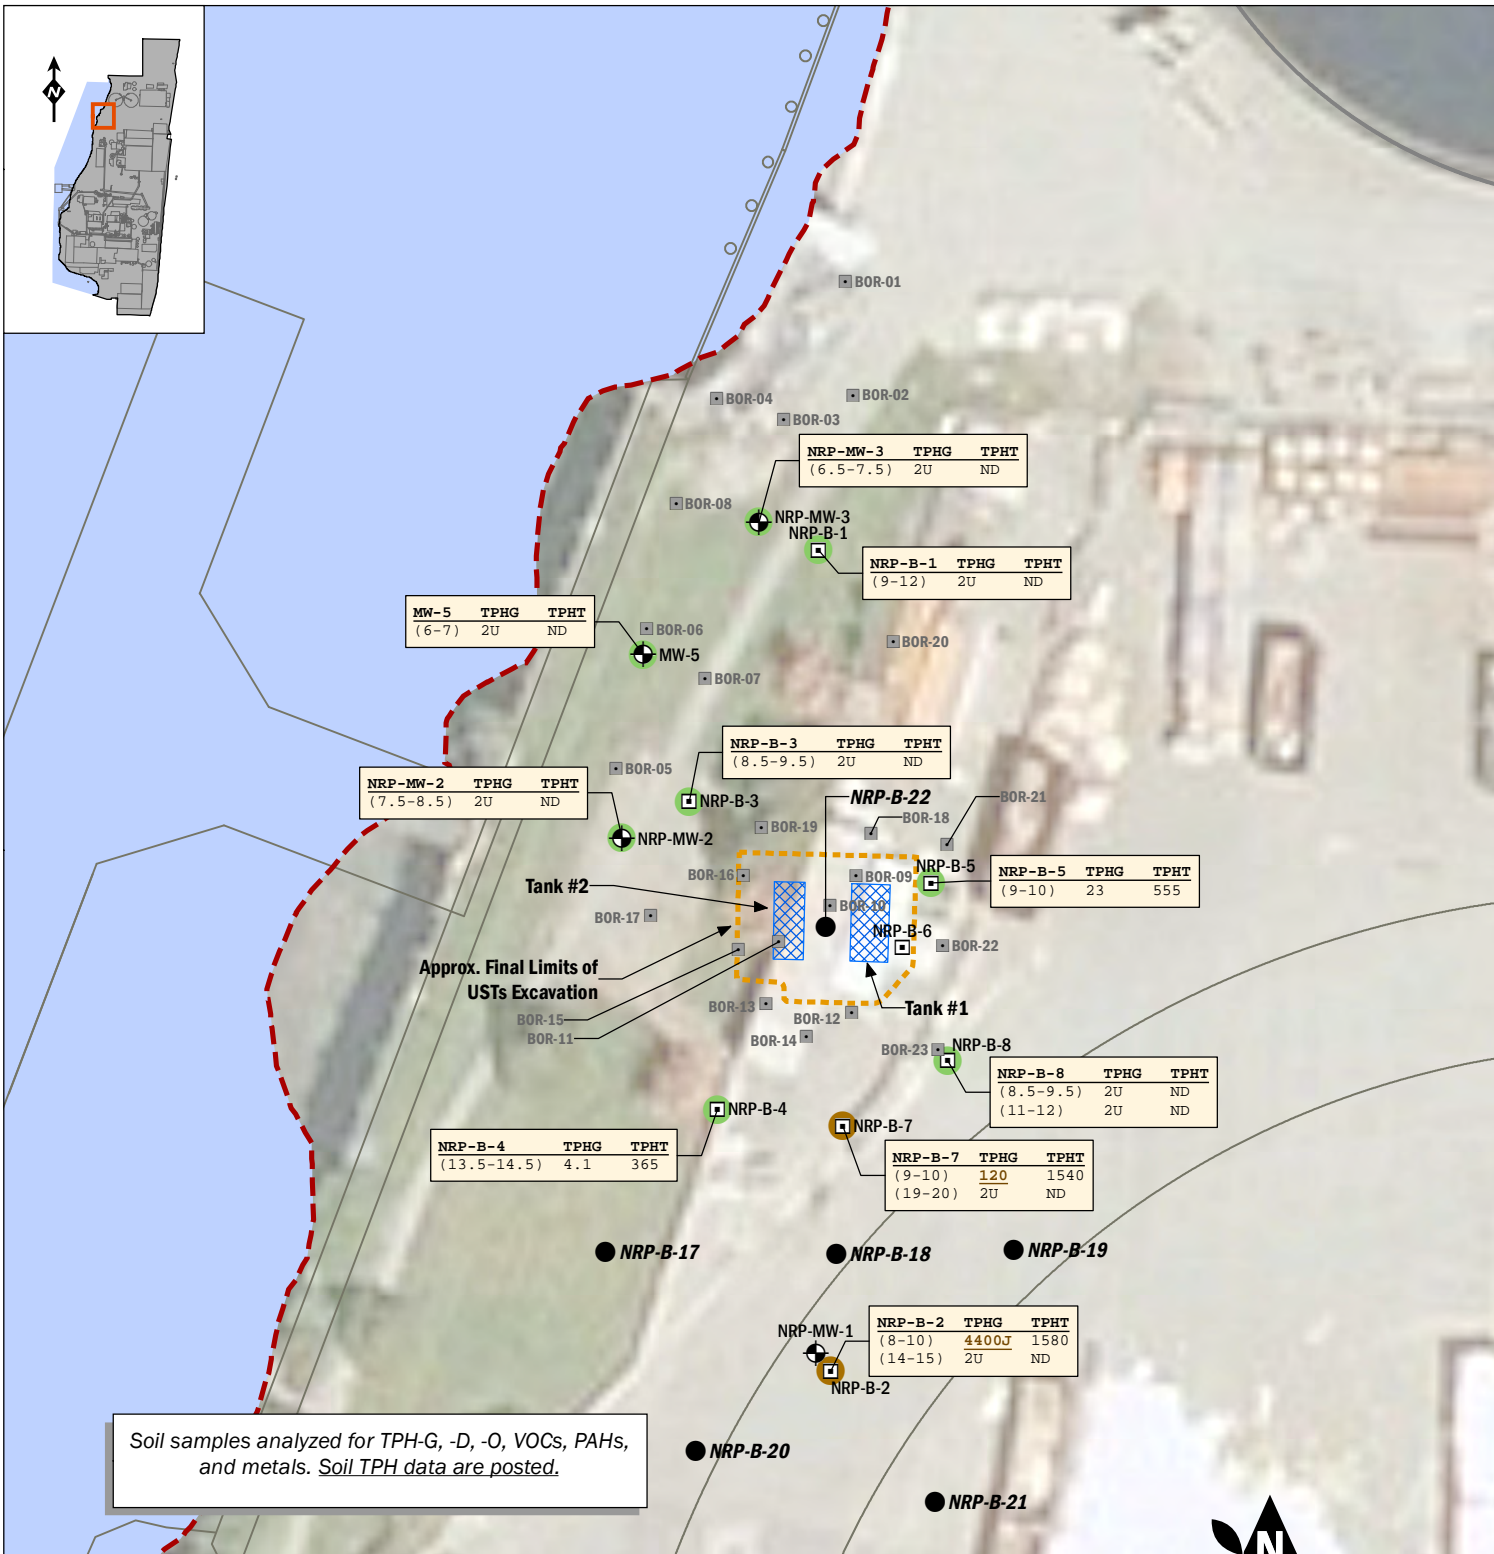 N
BOR-01
BOR-04
BOR-02
BOR-03
NRP-MW-3 TPHG TPHT
(6.5-7.5) 2U ND
BOR-08
NRP-MW-3
NRP-B-1
NRP-B-1 TPHG TPHT
(9-12) 2U ND
MW-5 TPHG TPHT
(6-7) 2U ND
BOR-06
BOR-20
MW-5
BOR-07
NRP-B-3 TPHG TPHT
(8.5-9.5) 2U ND
BOR-05
NRP-MW-2 TPHG TPHT
(7.5-8.5) 2U ND
NRP-B-3
NRP-B-22
BOR-21
BOR-18
BOR-19
NRP-MW-2
NRP-B-5
NRP-B-5 TPHG TPHT
(9-10) 23 555
BOR-16
BOR-09
Tank #2
BOR-10
BOR-17
NRP-B-6
BOR-22
Approx. Final Limits of
USTs Excavation
BOR-13
Tank #1
BOR-15
BOR-12
BOR-11
BOR-14
BOR-23
NRP-B-8
NRP-B-8 TPHG TPHT
(8.5-9.5) 2U ND
(11-12) 2U ND
NRP-B-4
NRP-B-7
NRP-B-4 TPHG TPHT
(13.5-14.5) 4.1 365
NRP-B-7 TPHG TPHT
(9-10) 120 1540
(19-20) 2U ND
NRP-B-17
NRP-B-18
NRP-B-19
NRP-B-2 TPHG TPHT
(8-10) 4400J 1580
(14-15) 2U ND
NRP-MW-1
NRP-B-2
Soil samples analyzed for TPH-G, -D, -O, VOCs, PAHs,
and metals. Soil TPH data are posted.
NRP-B-20
NRP-B-21
N